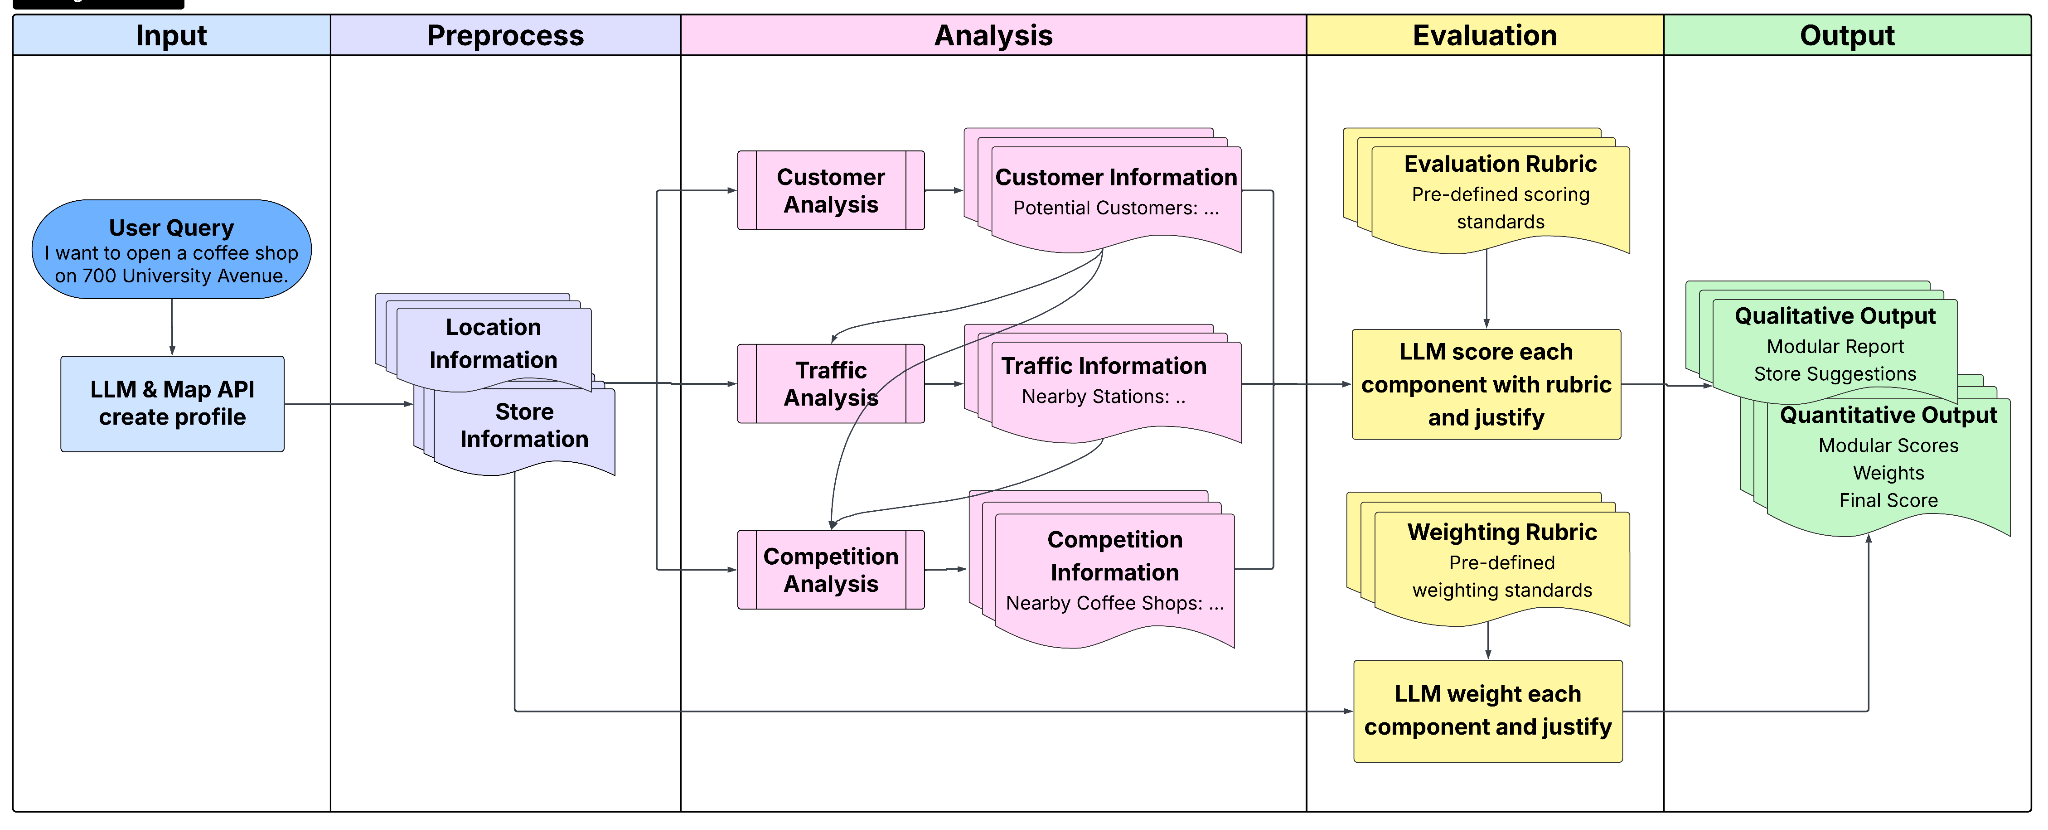 Input
Preprocess
Analysis
Evaluation
Output
User Query
I want to open a coffee shop
on 700 University Avenue.
LLM & Map API
create profile
Location
Information
Store
Information
Customer
Analysis
Customer Information
Potential Customers: ...
Traffic
Analysis
Traffic Information
Nearby Stations: ..
Competition
Analysis
Competition
Information
Nearby Coffee Shops: ...
Evaluation Rubric
Pre-defined scoring
standards
LLM score each
component with rubric
and justify
Weighting Rubric
Pre-defined
weighting standards
LLM weight each
component and justify
Qualitative Output
Modular Report
Store Suggestions
Quantitative Output
Modular Scores
Weights
Final Score